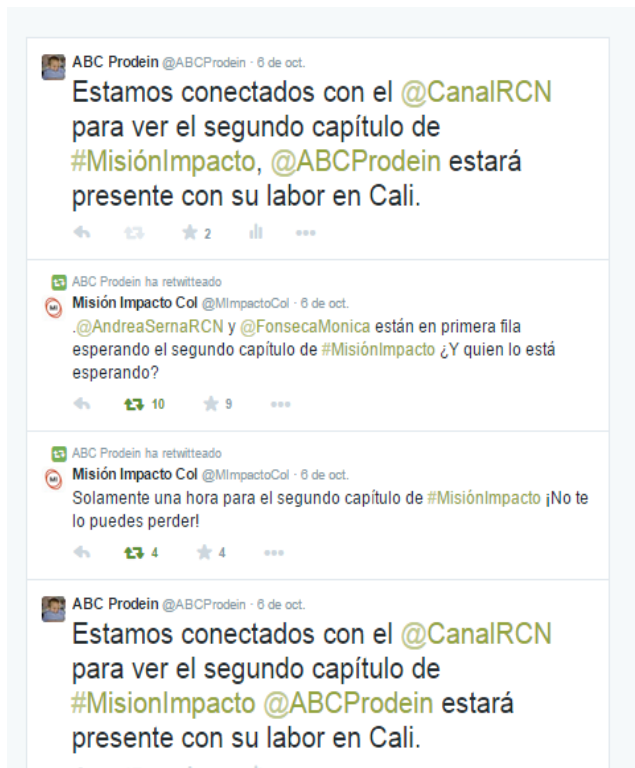 ABC Prodein @ABCProdein · 6 de oct.
Estamos conectados con el @CanalRCN
para ver el segundo capítulo de
#MisiónImpacto, @ABCProdein estará
presente con su labor en Cali.
2
ABC Prodein ha retwitteado
Misión Impacto Col @MImpactoCol · 6 de oct.
.@AndreaSernaRCN y @FonsecaMonica están en primera fila
esperando el segundo capítulo de #MisiónImpacto ¿Y quien lo está
esperando?
10 9
ABC Prodein ha retwitteado
Misión Impacto Col @MImpactoCol · 6 de oct.
Solamente una hora para el segundo capítulo de #MisiónImpacto ¡No te
lo puedes perder!
4 4
ABC Prodein @ABCProdein · 6 de oct.
Estamos conectados con el @CanalRCN
para ver el segundo capítulo de
#MisionImpacto @ABCProdein estará
presente con su labor en Cali.